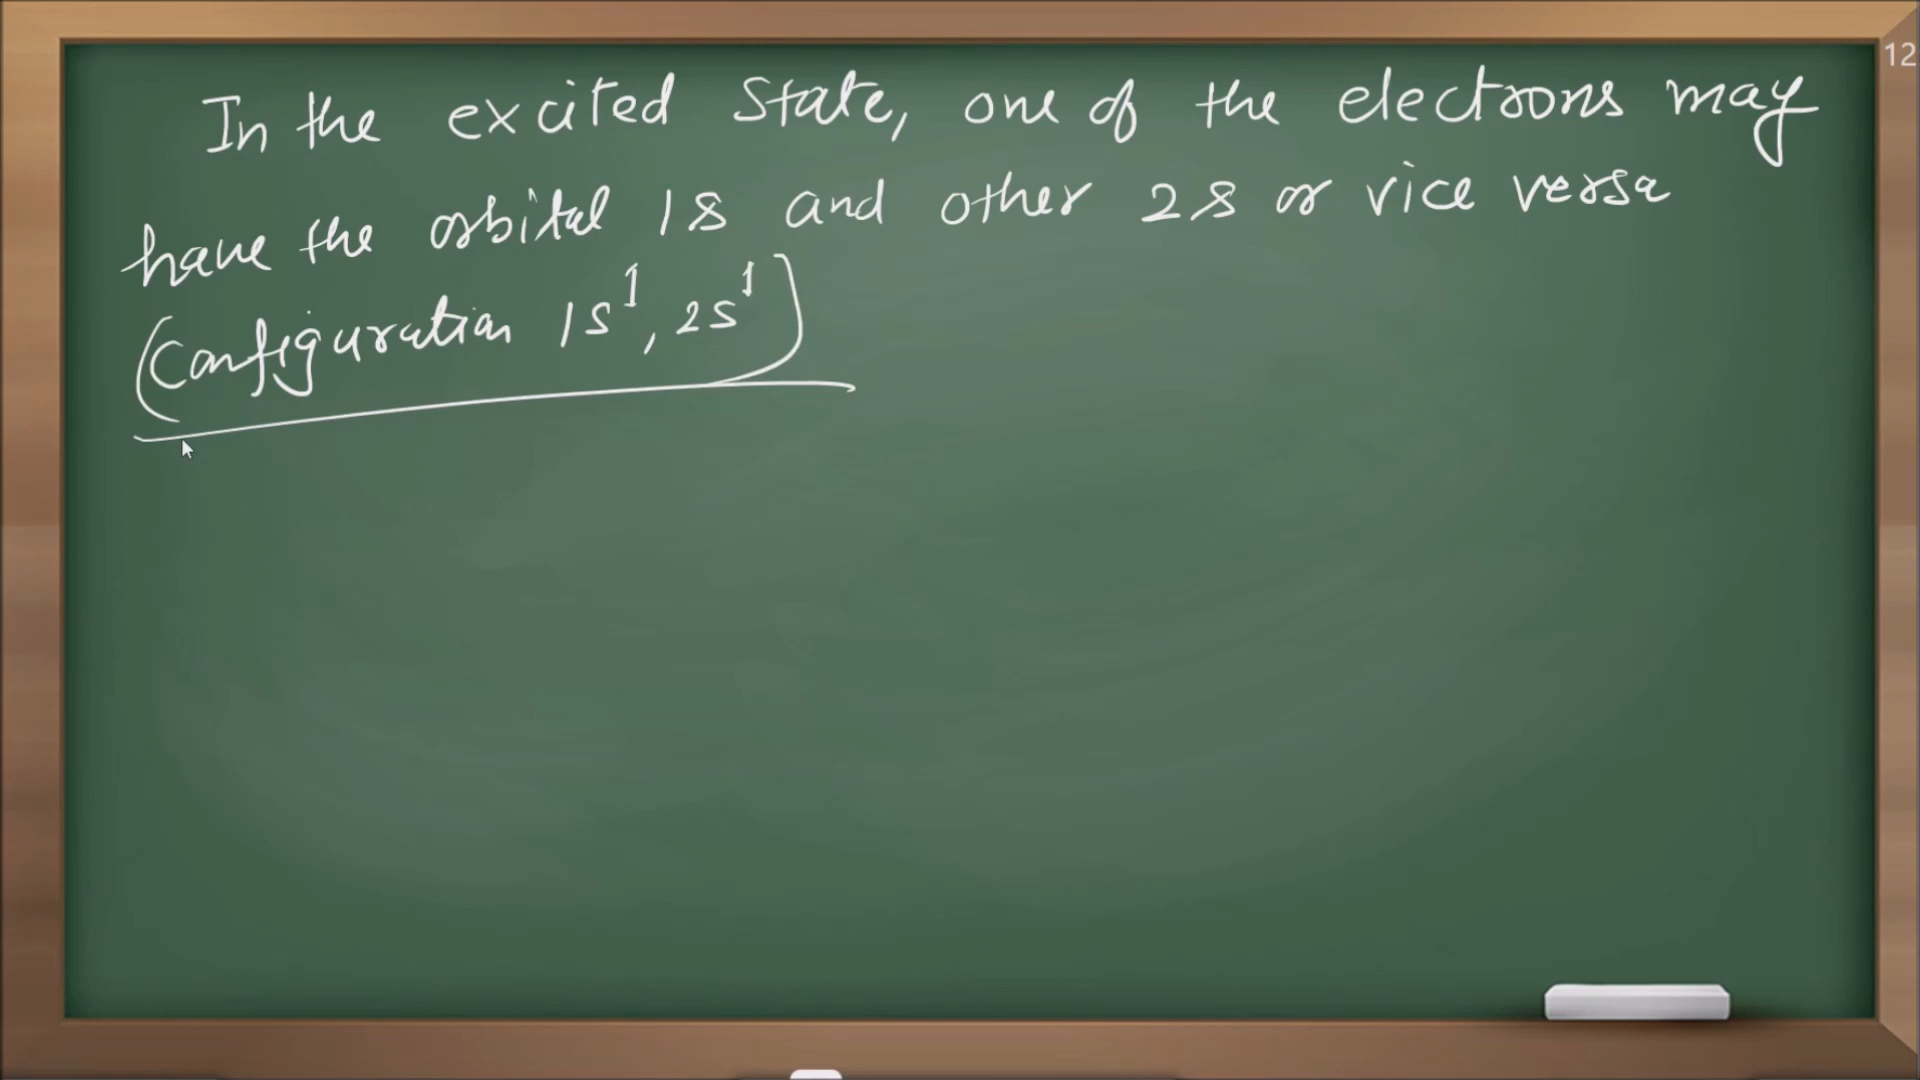 12
In the excited State, one of the electrons may
have the orbital 1s and other 2s or vice versa
(Configuration 1s¹, 2s¹)